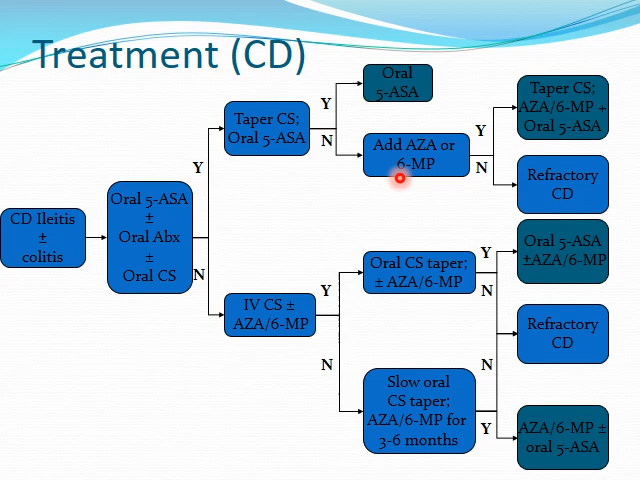 Treatment (CD)
CD Ileitis
±
colitis
Oral 5-ASA
±
Oral Abx
±
Oral CS
Y
N
Taper CS;
Oral 5-ASA
Y
N
Oral
5-ASA
Add AZA or
6-MP
Y
N
Taper CS;
AZA/6-MP +
Oral 5-ASA
Refractory
CD
IV CS ±
AZA/6-MP
Y
N
Oral CS taper;
± AZA/6-MP
Y
N
Oral 5-ASA
±AZA/6-MP
Refractory
CD
Slow oral
CS taper;
AZA/6-MP for
3-6 months
N
Y
AZA/6-MP ±
oral 5-ASA